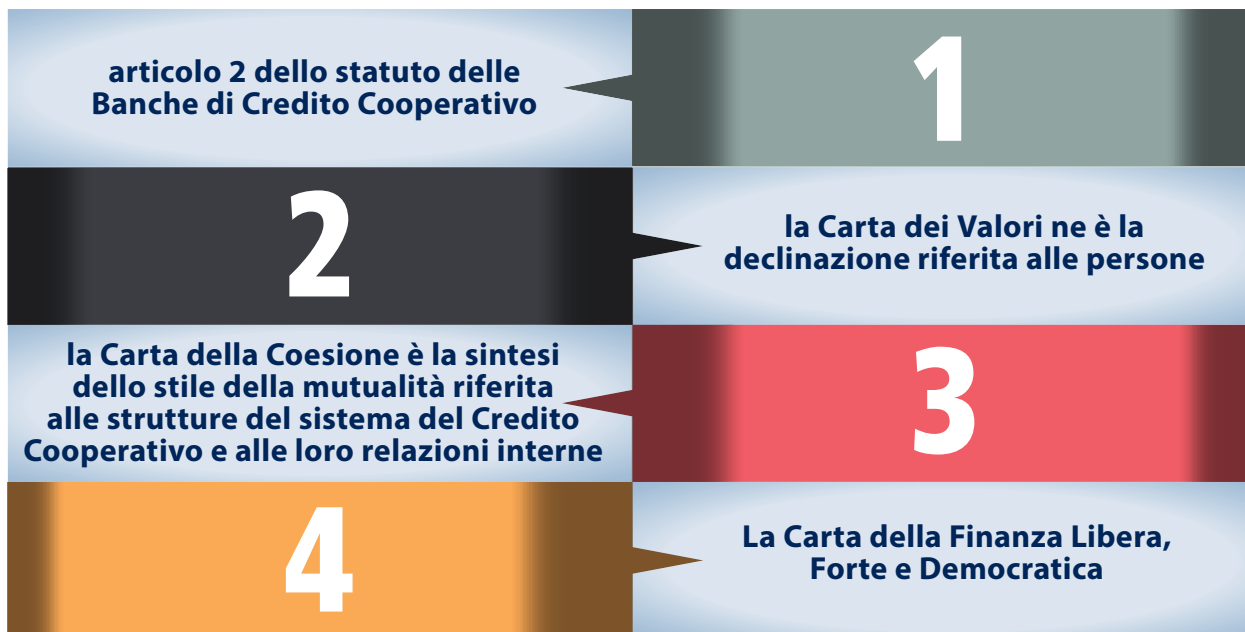 articolo 2 dello statuto delle
Banche di Credito Cooperativo
1
2
la Carta dei Valori ne è la
declinazione riferita alle persone
la Carta della Coesione è la sintesi
dello stile della mutualità riferita
alle strutture del sistema del Credito
Cooperativo e alle loro relazioni interne
3
4
La Carta della Finanza Libera,
Forte e Democratica